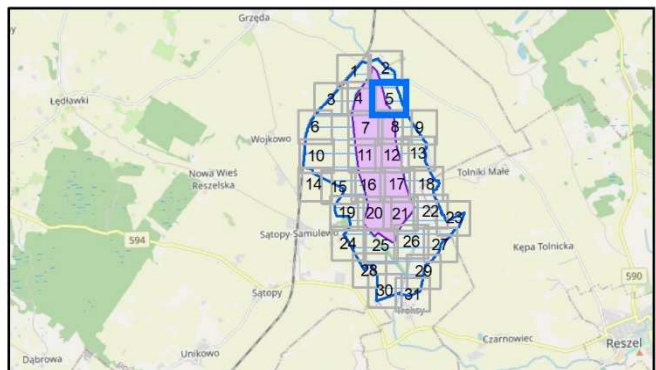 Grzęda
1 2
Łędławki
3 4 5
Wojkowo
6 7 8 9
10 11 12 13
Nowa Wieś
Reszelska
Tolniki Małe
14 15 16 17 18
19 20 21 22 23
594
Sątopy-Samulewo
24 25 26 27
Kępa Tolnicka
590
28 29
Sątopy
30 31
Troksy
Czarnowiec
Reszel
Unikowo
Dąbrowa